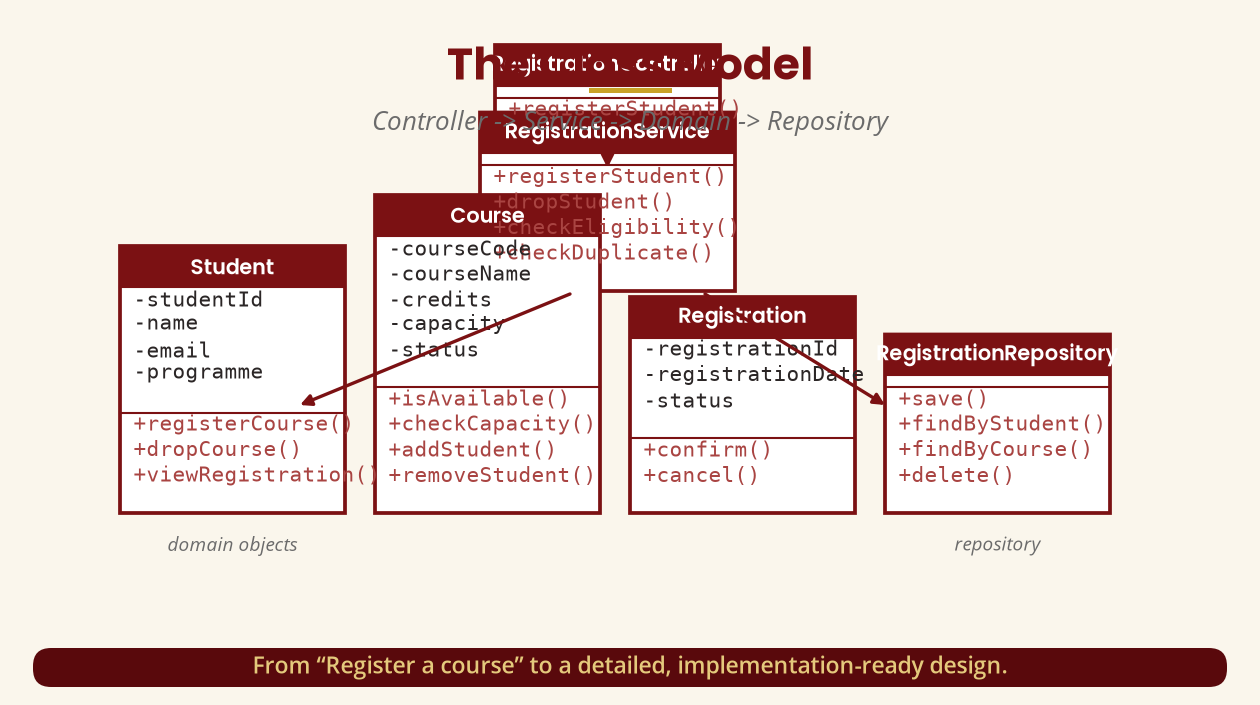 The Class Model
RegistrationController
+registerStudent()
Controller -> Service -> Domain -> Repository
RegistrationService
+registerStudent()
+dropStudent()
+checkEligibility()
+checkDuplicate()
Course
-courseCode
-courseName
-credits
-capacity
-status
+isAvailable()
+checkCapacity()
+addStudent()
+removeStudent()
Student
-studentId
-name
-email
-programme
+registerCourse()
+dropCourse()
+viewRegistration()
Registration
-registrationId
-registrationDate
-status
+confirm()
+cancel()
RegistrationRepository
+save()
+findByStudent()
+findByCourse()
+delete()
domain objects
repository
From “Register a course” to a detailed, implementation-ready design.